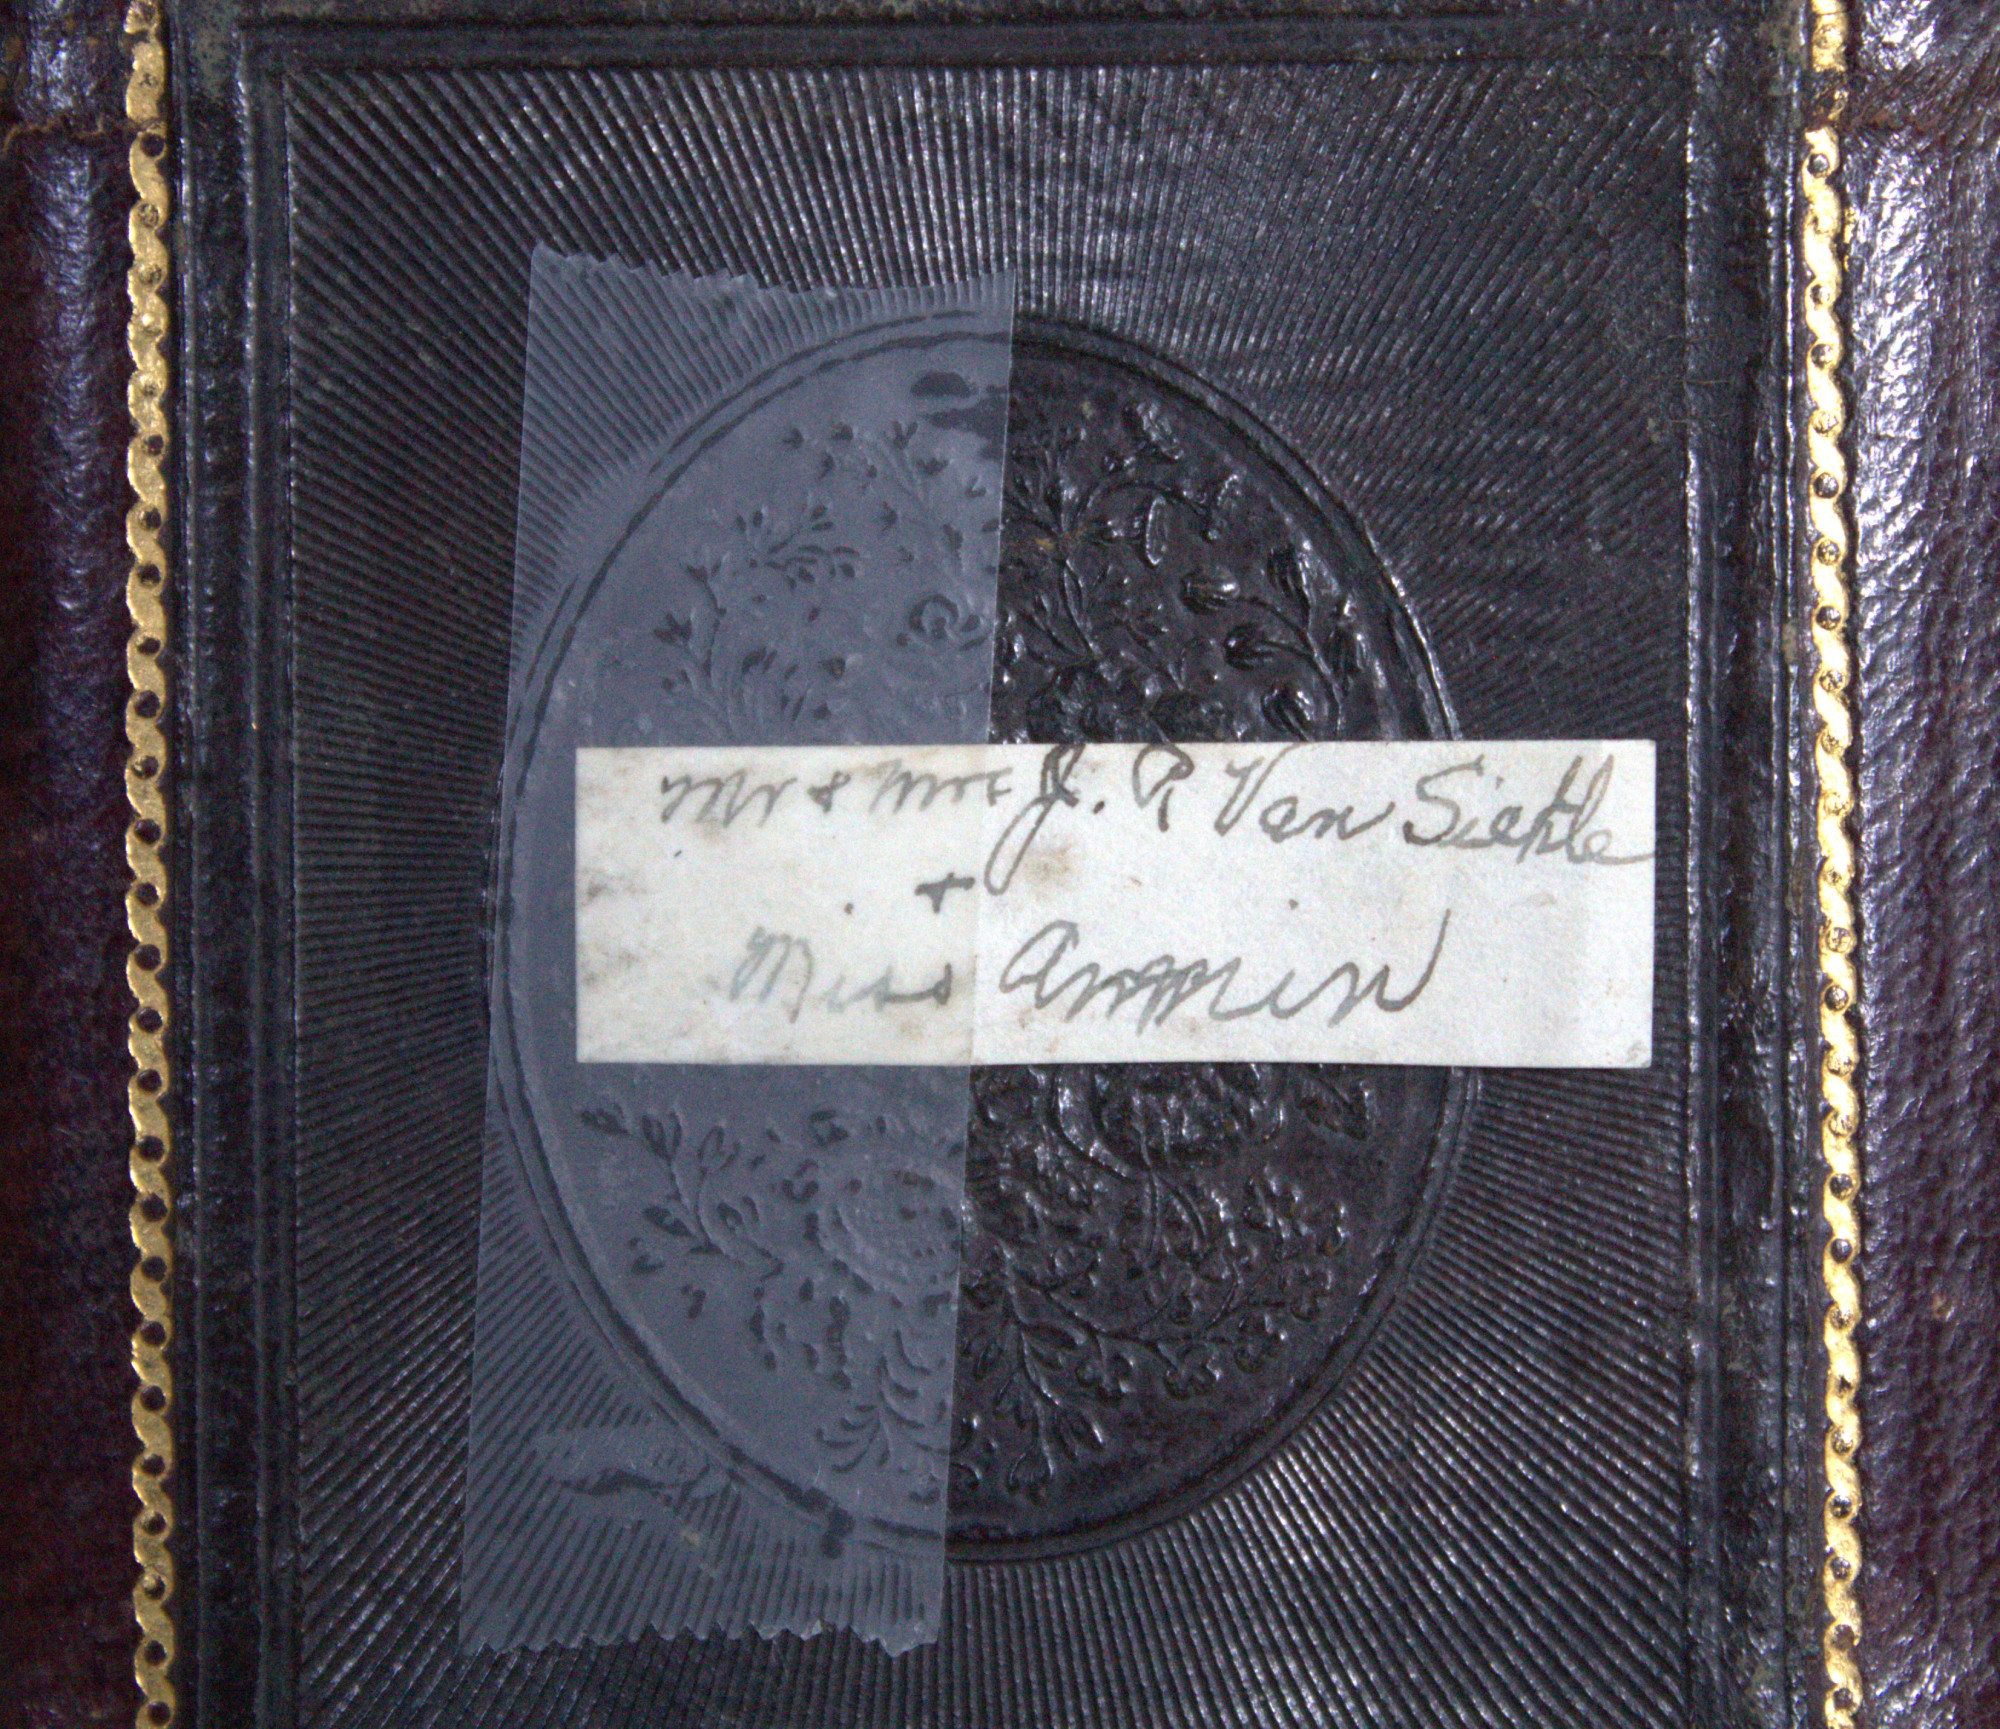 Mr & Mrs J. R Van Sickle
+
Miss